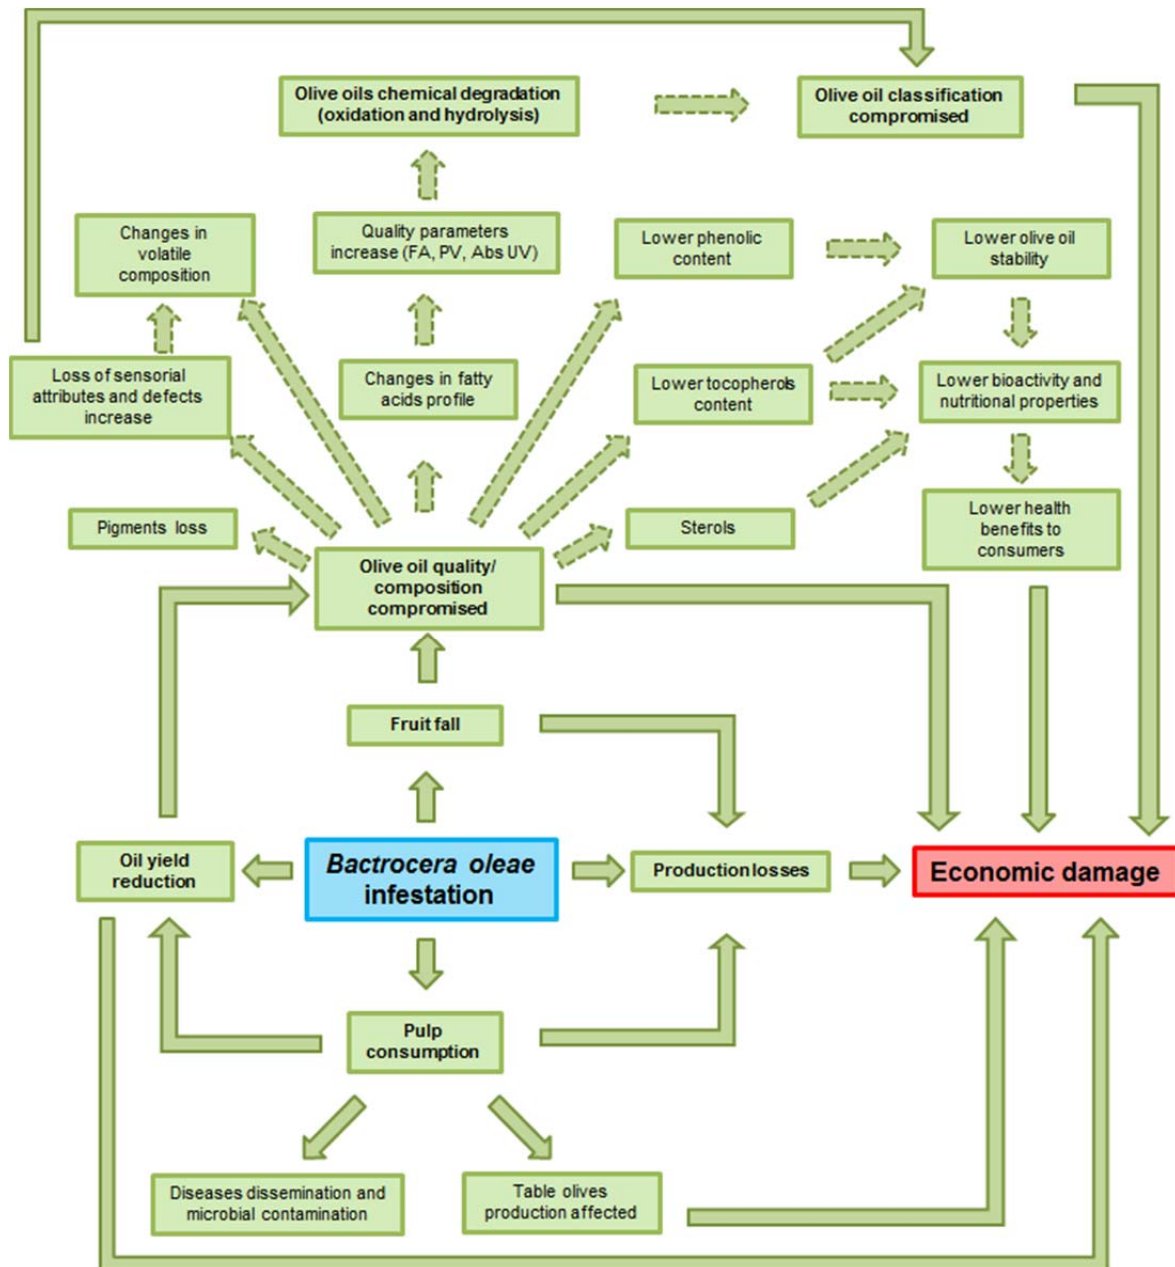 Olive oils chemical degradation
(oxidation and hydrolysis)
Olive oil classification
compromised
Changes in
volatile
composition
Quality parameters
increase (FA, PV, Abs UV)
Lower phenolic
content
Lower olive oil
stability
Loss of sensorial
attributes and defects
increase
Changes in fatty
acids profile
Lower tocopherols
content
Lower bioactivity and
nutritional properties
Pigments loss
Sterols
Lower health
benefits to
consumers
Olive oil quality/
composition
compromised
Fruit fall
Oil yield
reduction
Bactrocera oleae
infestation
Production losses
Economic damage
Pulp
consumption
Diseases dissemination and
microbial contamination
Table olives
production affected